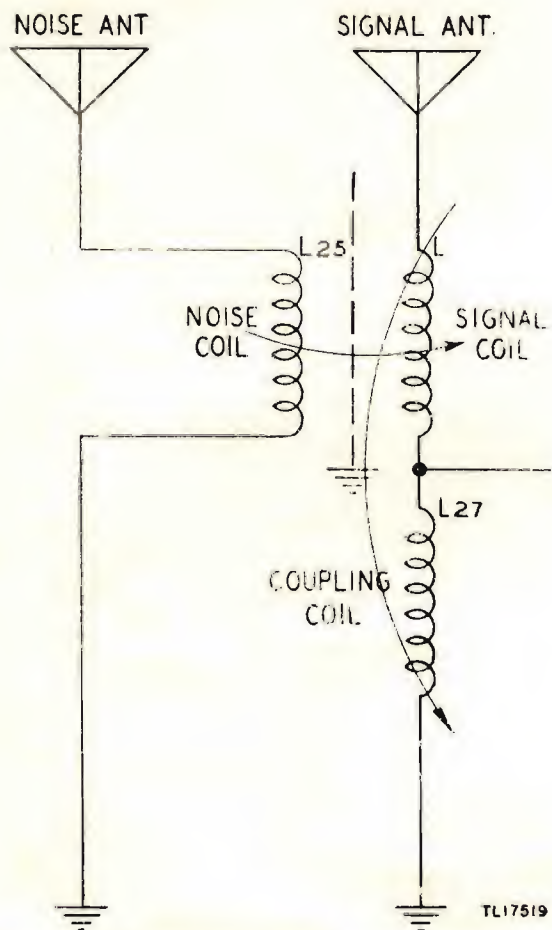 NOISE ANT
SIGNAL ANT.
L25
L
NOISE
COIL
SIGNAL
COIL
L27
COUPLING
COIL
TL17519